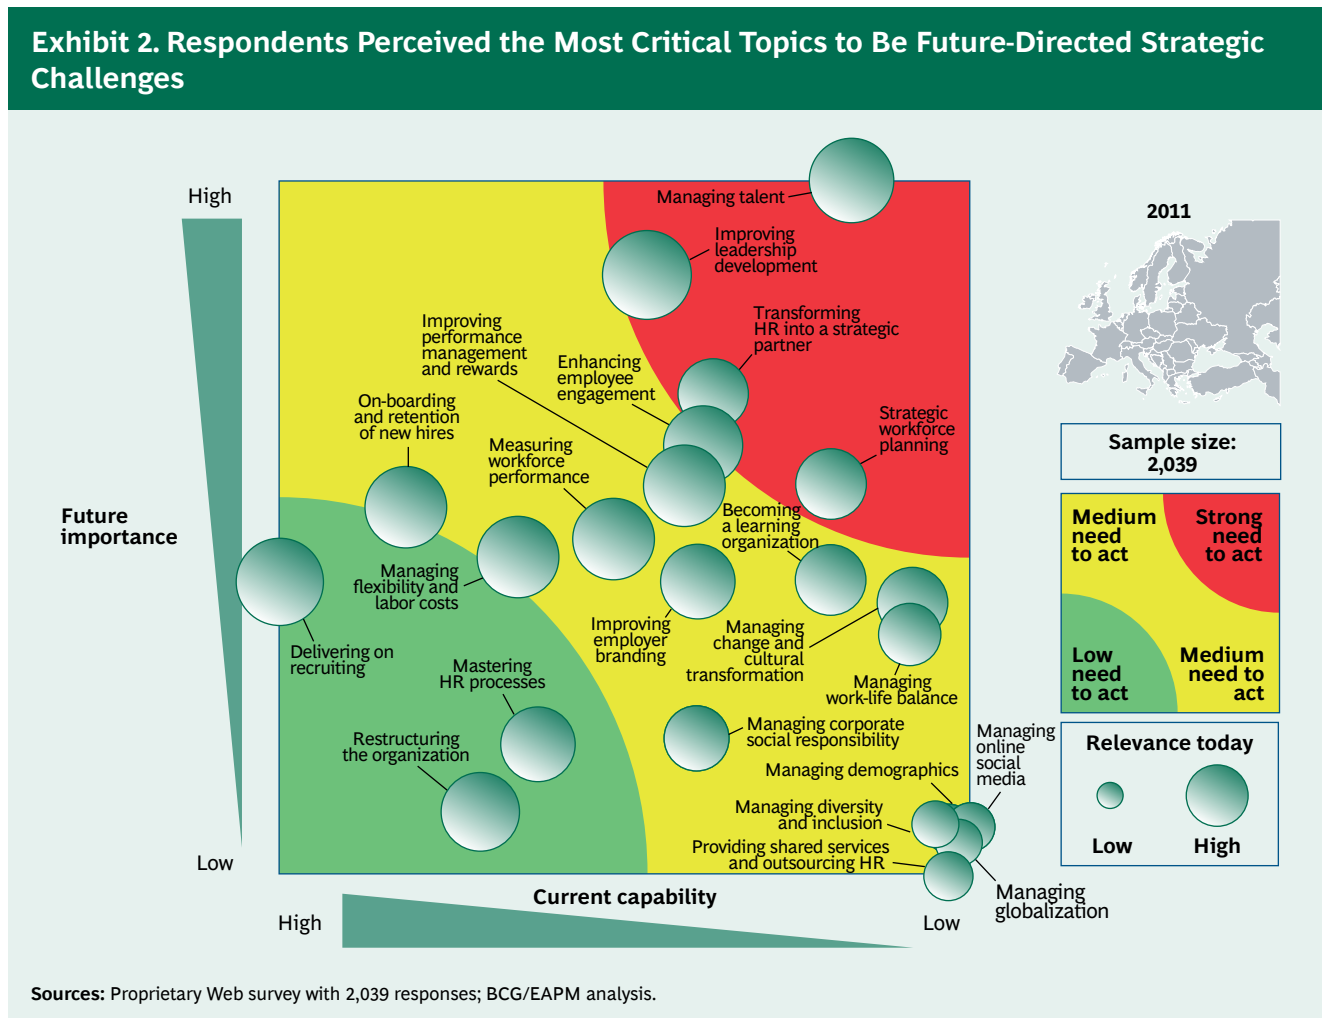 Exhibit 2. Respondents Perceived the Most Critical Topics to Be Future-Directed Strategic
Challenges
High
Future
importance
Low
Managing talent
Improving
leadership
development
Transforming
HR into a strategic
partner
Improving
performance
management
and rewards
Enhancing
employee
engagement
On-boarding
and retention
of new hires
Measuring
workforce
performance
Strategic
workforce
planning
Becoming
a learning
organization
Managing
flexibility and
labor costs
Improving
employer
branding
Managing
change and
cultural
transformation
Delivering on
recruiting
Mastering
HR processes
Managing
work-life balance
Restructuring
the organization
Managing corporate
social responsibility
Managing
online
social
media
Managing demographics
Managing diversity
and inclusion
Providing shared services
and outsourcing HR
Managing
globalization
Current capability
High
Low
2011
Sample size:
2,039
Medium
need
to act
Strong
need
to act
Low
need
to act
Medium
need to
act
Relevance today
Low
High
Sources: Proprietary Web survey with 2,039 responses; BCG/EAPM analysis.